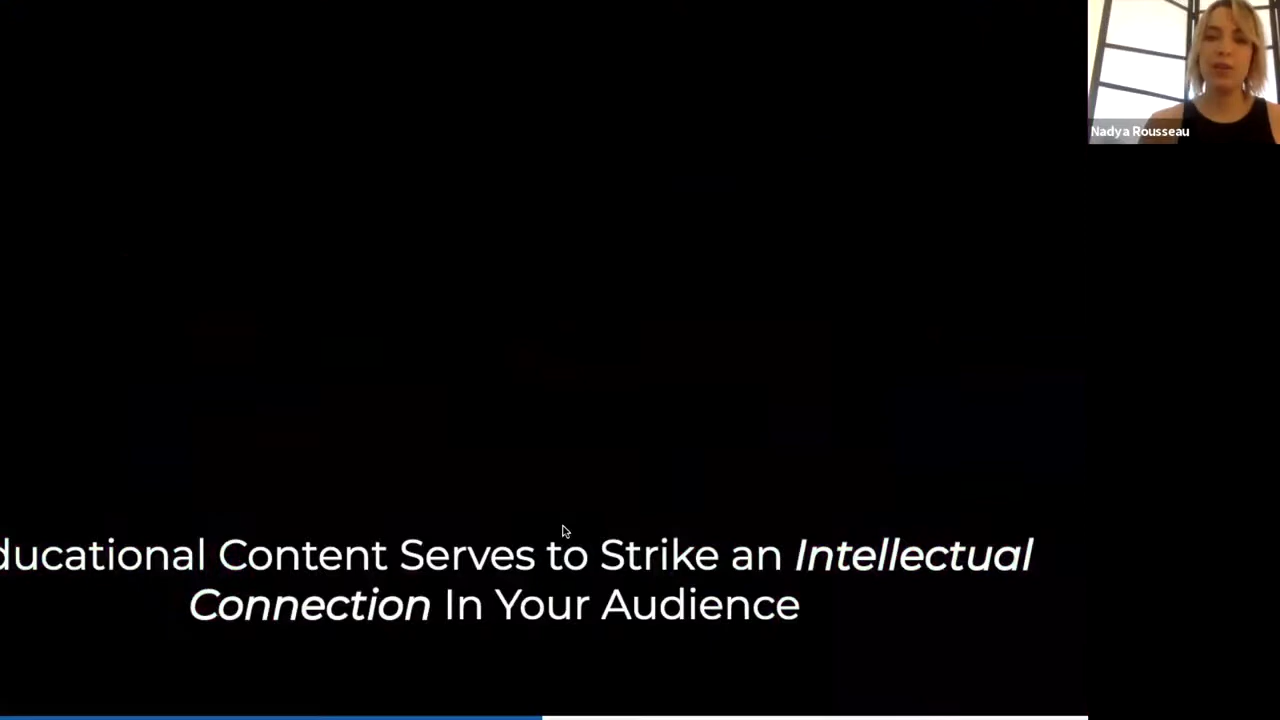 Nadya Rousseau
ducational Content Serves to Strike an Intellectual
Connection In Your Audience